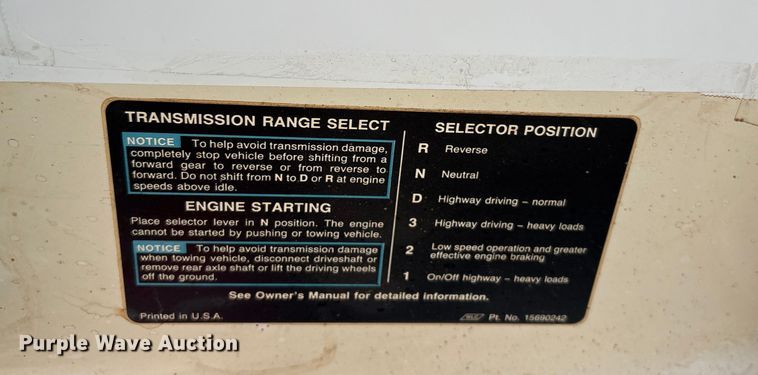 TRANSMISSION RANGE SELECT
NOTICE To help avoid transmission damage,
completely stop vehicle before shifting from a
forward gear to reverse or from reverse to
forward. Do not shift from N to D or R at engine
speeds above idle.
ENGINE STARTING
Place selector lever in N position. The engine
cannot be started by pushing or towing vehicle.
NOTICE To help avoid transmission damage
when towing vehicle, disconnect driveshaft or
remove rear axle shaft or lift the driving wheels
off the ground.
SELECTOR POSITION
R Reverse
N Neutral
D Highway driving – normal
3 Highway driving – heavy loads
2 Low speed operation and greater
effective engine braking
1 On/Off highway – heavy loads
See Owner's Manual for detailed information.
Printed in U.S.A.
Pt. No. 15690242
Purple Wave Auction